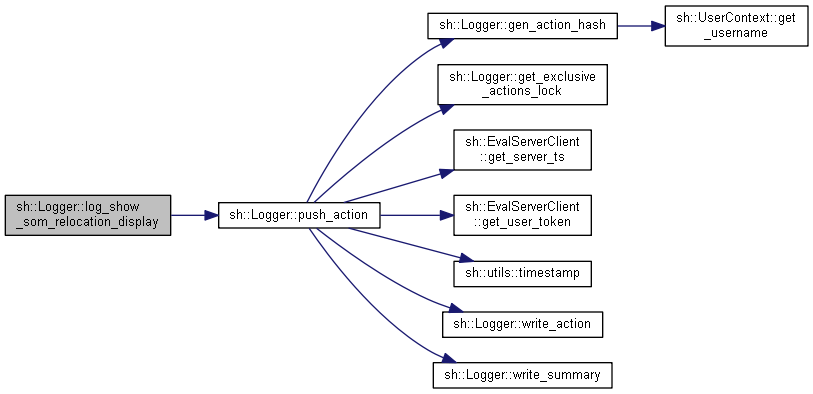 sh::Logger::log_show
_som_relocation_display
sh::Logger::push_action
sh::Logger::gen_action_hash
sh::UserContext::get
_username
sh::Logger::get_exclusive
_actions_lock
sh::EvalServerClient
::get_server_ts
sh::EvalServerClient
::get_user_token
sh::utils::timestamp
sh::Logger::write_action
sh::Logger::write_summary